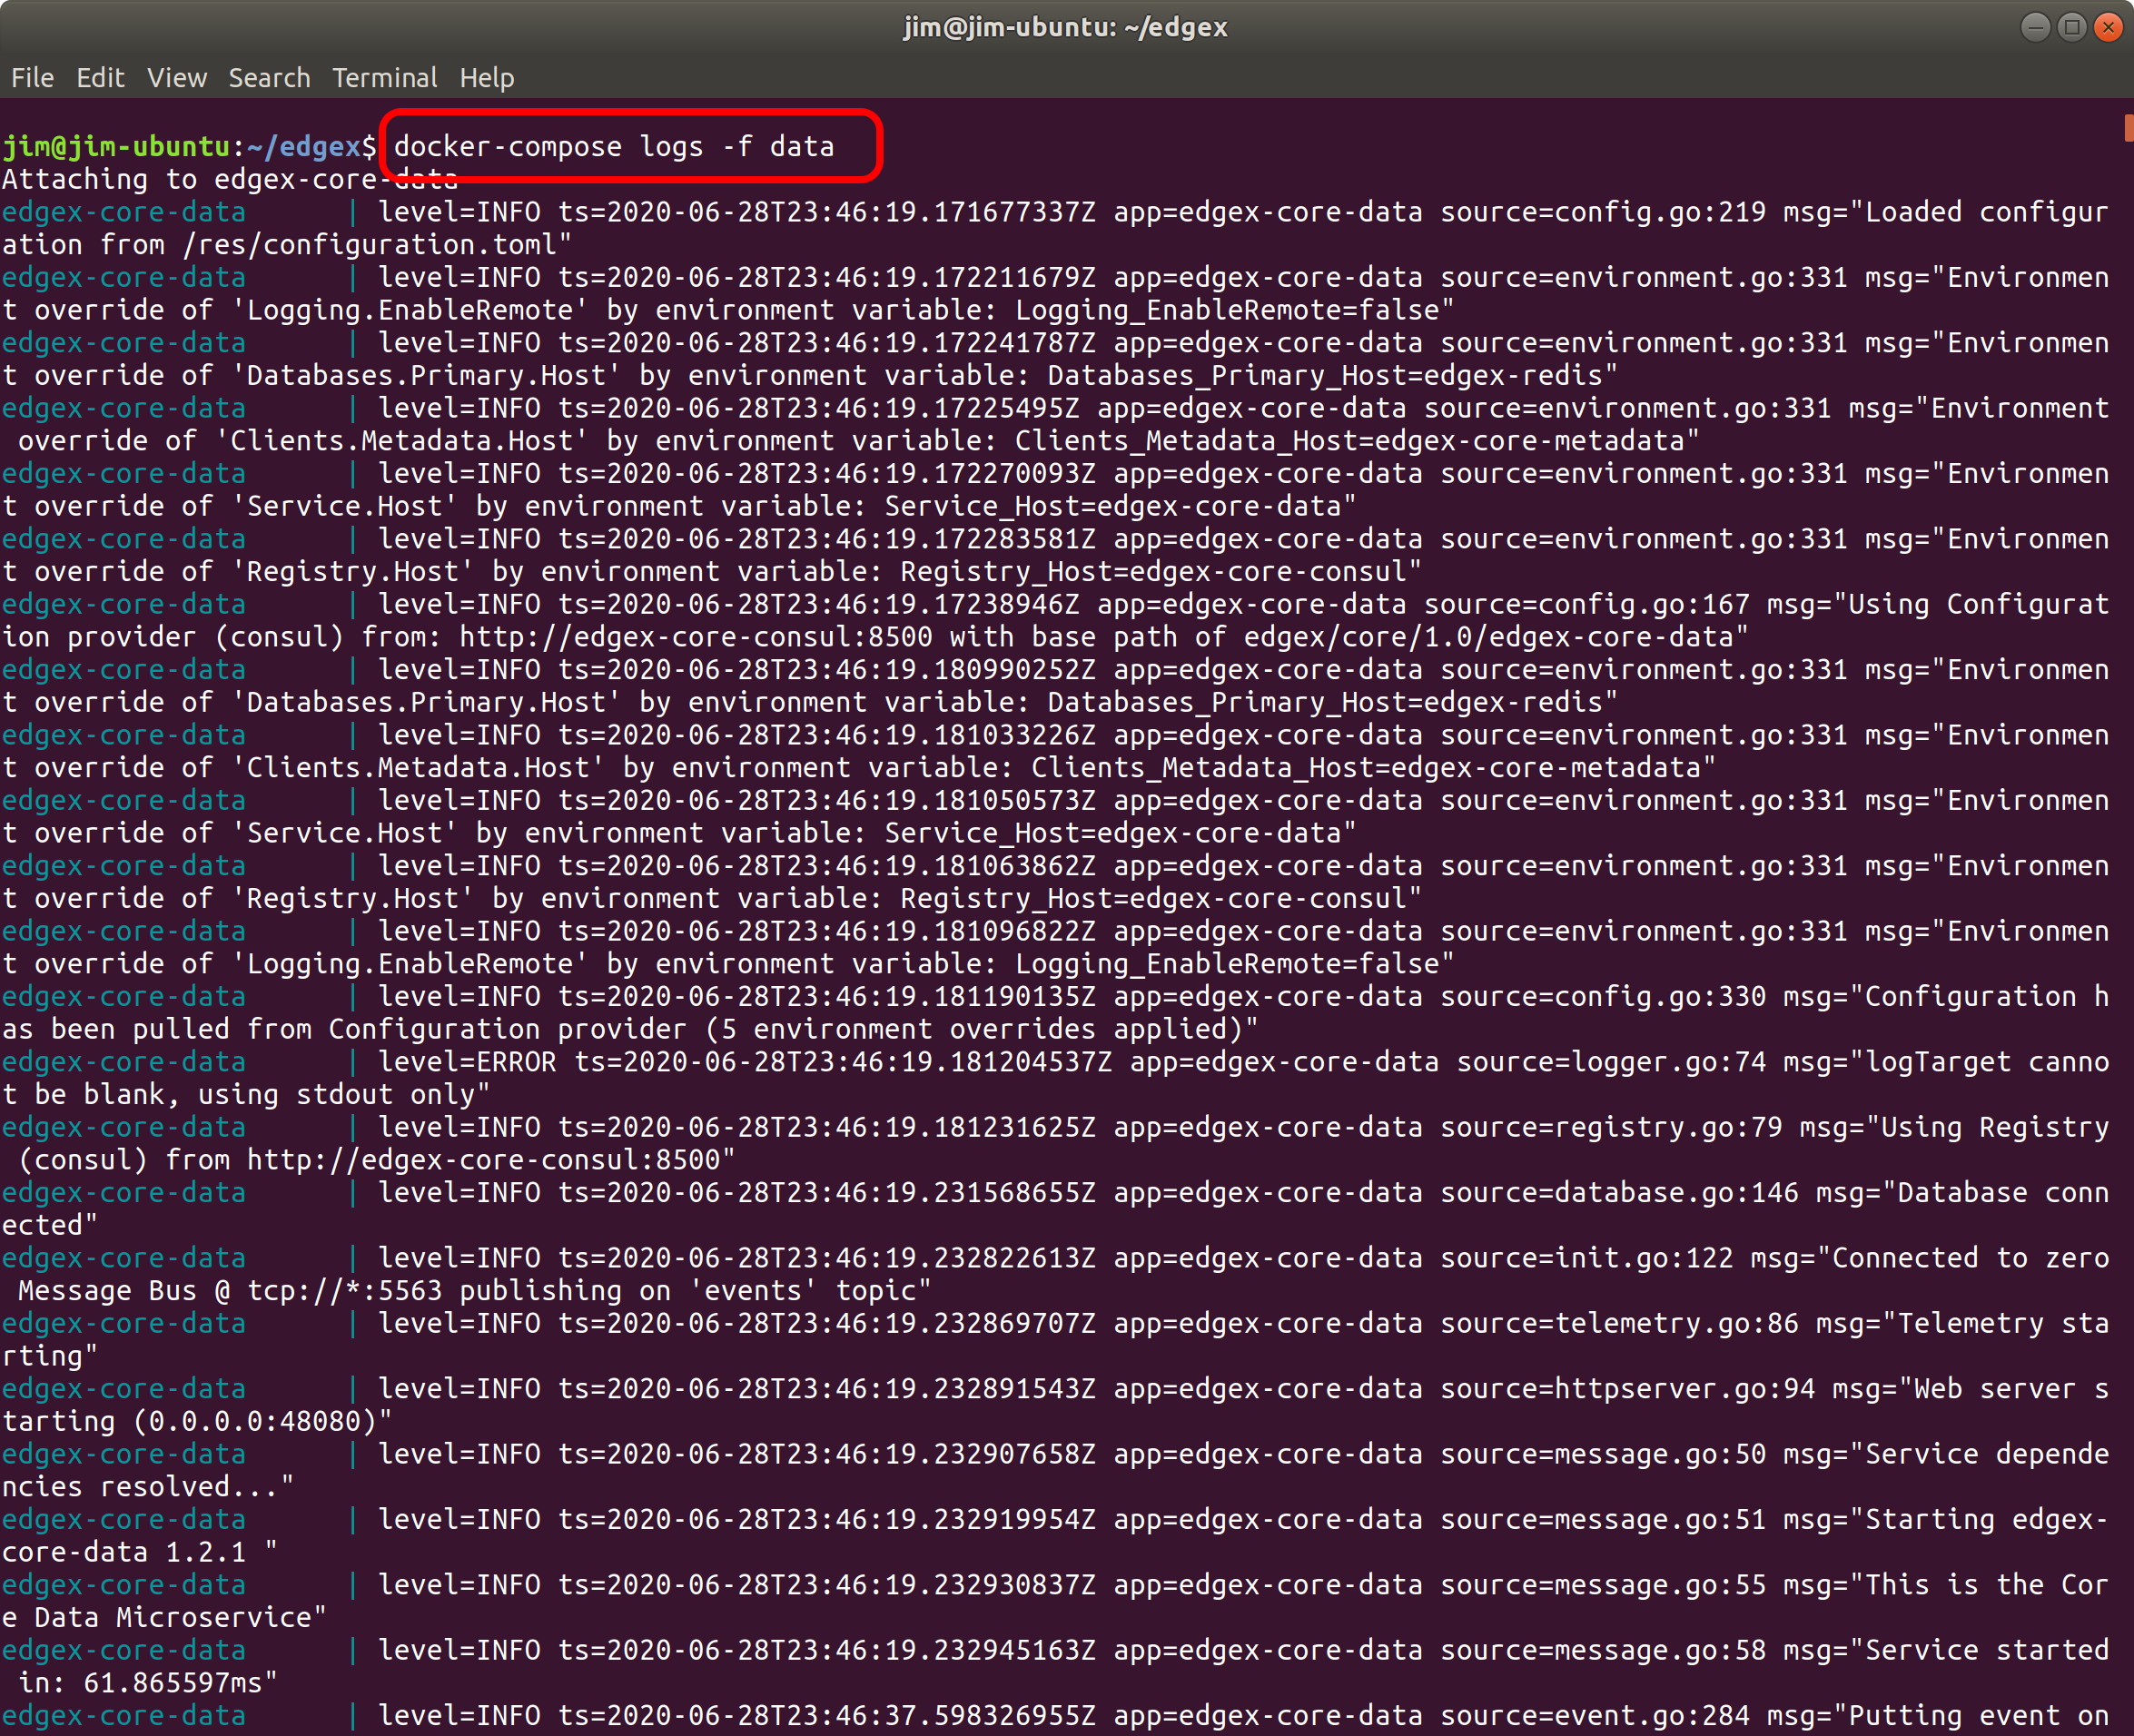 jim@jim-ubuntu: ~/edgex
File Edit View Search Terminal Help
jim@jim-ubuntu:~/edgex$ docker-compose logs -f data
Attaching to edgex-core-data
edgex-core-data | level=INFO ts=2020-06-28T23:46:19.171677337Z app=edgex-core-data source=config.go:219 msg="Loaded configur
ation from /res/configuration.toml"
edgex-core-data | level=INFO ts=2020-06-28T23:46:19.172211679Z app=edgex-core-data source=environment.go:331 msg="Environmen
t override of 'Logging.EnableRemote' by environment variable: Logging_EnableRemote=false"
edgex-core-data | level=INFO ts=2020-06-28T23:46:19.172241787Z app=edgex-core-data source=environment.go:331 msg="Environmen
t override of 'Databases.Primary.Host' by environment variable: Databases_Primary_Host=edgex-redis"
edgex-core-data | level=INFO ts=2020-06-28T23:46:19.17225495Z app=edgex-core-data source=environment.go:331 msg="Environment
 override of 'Clients.Metadata.Host' by environment variable: Clients_Metadata_Host=edgex-core-metadata"
edgex-core-data | level=INFO ts=2020-06-28T23:46:19.172270093Z app=edgex-core-data source=environment.go:331 msg="Environmen
t override of 'Service.Host' by environment variable: Service_Host=edgex-core-data"
edgex-core-data | level=INFO ts=2020-06-28T23:46:19.172283581Z app=edgex-core-data source=environment.go:331 msg="Environmen
t override of 'Registry.Host' by environment variable: Registry_Host=edgex-core-consul"
edgex-core-data | level=INFO ts=2020-06-28T23:46:19.17238946Z app=edgex-core-data source=config.go:167 msg="Using Configurat
ion provider (consul) from: http://edgex-core-consul:8500 with base path of edgex/core/1.0/edgex-core-data"
edgex-core-data | level=INFO ts=2020-06-28T23:46:19.180990252Z app=edgex-core-data source=environment.go:331 msg="Environmen
t override of 'Databases.Primary.Host' by environment variable: Databases_Primary_Host=edgex-redis"
edgex-core-data | level=INFO ts=2020-06-28T23:46:19.181033226Z app=edgex-core-data source=environment.go:331 msg="Environmen
t override of 'Clients.Metadata.Host' by environment variable: Clients_Metadata_Host=edgex-core-metadata"
edgex-core-data | level=INFO ts=2020-06-28T23:46:19.181050573Z app=edgex-core-data source=environment.go:331 msg="Environmen
t override of 'Service.Host' by environment variable: Service_Host=edgex-core-data"
edgex-core-data | level=INFO ts=2020-06-28T23:46:19.181063862Z app=edgex-core-data source=environment.go:331 msg="Environmen
t override of 'Registry.Host' by environment variable: Registry_Host=edgex-core-consul"
edgex-core-data | level=INFO ts=2020-06-28T23:46:19.181096822Z app=edgex-core-data source=environment.go:331 msg="Environmen
t override of 'Logging.EnableRemote' by environment variable: Logging_EnableRemote=false"
edgex-core-data | level=INFO ts=2020-06-28T23:46:19.181190135Z app=edgex-core-data source=config.go:330 msg="Configuration h
as been pulled from Configuration provider (5 environment overrides applied)"
edgex-core-data | level=ERROR ts=2020-06-28T23:46:19.181204537Z app=edgex-core-data source=logger.go:74 msg="logTarget canno
t be blank, using stdout only"
edgex-core-data | level=INFO ts=2020-06-28T23:46:19.181231625Z app=edgex-core-data source=registry.go:79 msg="Using Registry
 (consul) from http://edgex-core-consul:8500"
edgex-core-data | level=INFO ts=2020-06-28T23:46:19.231568655Z app=edgex-core-data source=database.go:146 msg="Database conn
ected"
edgex-core-data | level=INFO ts=2020-06-28T23:46:19.232822613Z app=edgex-core-data source=init.go:122 msg="Connected to zero
 Message Bus @ tcp://*:5563 publishing on 'events' topic"
edgex-core-data | level=INFO ts=2020-06-28T23:46:19.232869707Z app=edgex-core-data source=telemetry.go:86 msg="Telemetry sta
rting"
edgex-core-data | level=INFO ts=2020-06-28T23:46:19.232891543Z app=edgex-core-data source=httpserver.go:94 msg="Web server s
tarting (0.0.0.0:48080)"
edgex-core-data | level=INFO ts=2020-06-28T23:46:19.232907658Z app=edgex-core-data source=message.go:50 msg="Service depende
ncies resolved..."
edgex-core-data | level=INFO ts=2020-06-28T23:46:19.232919954Z app=edgex-core-data source=message.go:51 msg="Starting edgex-
core-data 1.2.1 "
edgex-core-data | level=INFO ts=2020-06-28T23:46:19.232930837Z app=edgex-core-data source=message.go:55 msg="This is the Cor
e Data Microservice"
edgex-core-data | level=INFO ts=2020-06-28T23:46:19.232945163Z app=edgex-core-data source=message.go:58 msg="Service started
 in: 61.865597ms"
edgex-core-data | level=INFO ts=2020-06-28T23:46:37.598326955Z app=edgex-core-data source=event.go:284 msg="Putting event on